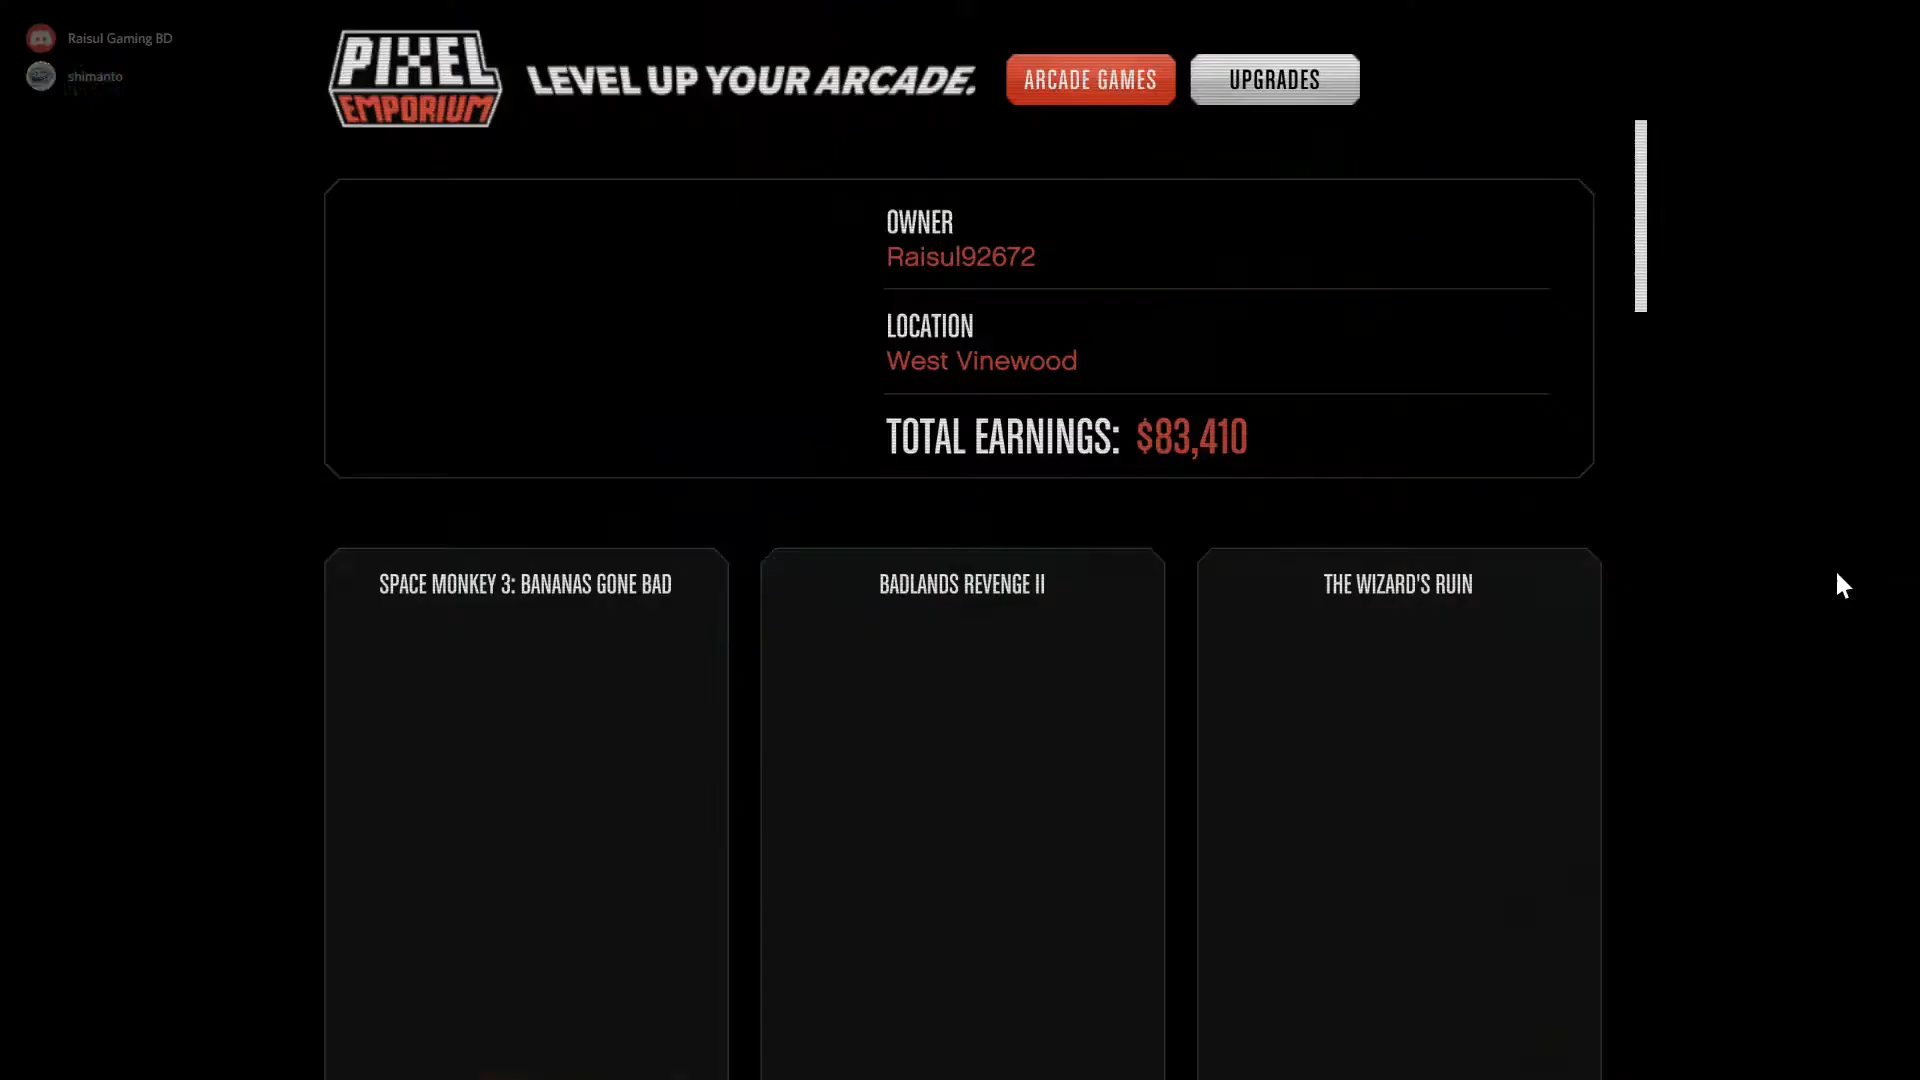 Raisul Gaming BD
shimanto
PIXEL
EMPORIUM
LEVEL UP YOUR ARCADE.
ARCADE GAMES
UPGRADES
OWNER
Raisul92672
LOCATION
West Vinewood
TOTAL EARNINGS: $83,410
SPACE MONKEY 3: BANANAS GONE BAD
BADLANDS REVENGE II
THE WIZARD'S RUIN